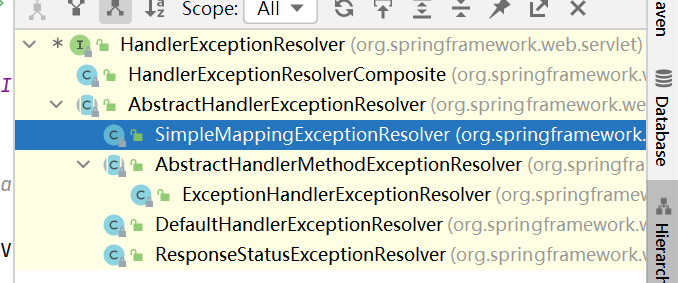 Scope: All
* HandlerExceptionResolver (org.springframework.web.servlet)
HandlerExceptionResolverComposite (org.springframework.
AbstractHandlerExceptionResolver (org.springframework.we
SimpleMappingExceptionResolver (org.springframework.
AbstractHandlerMethodExceptionResolver (org.springfra
ExceptionHandlerExceptionResolver (org.springframew
DefaultHandlerExceptionResolver (org.springframework.w
ResponseStatusExceptionResolver (org.springframework.w
I
a
V
aven
Database
Hierarch